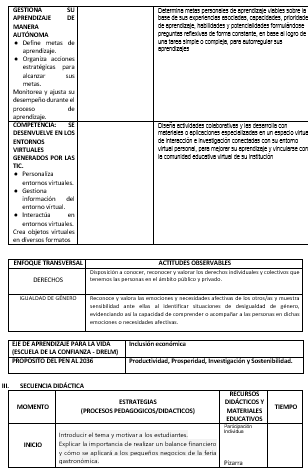 GESTIONA SU
APRENDIZAJE DE
MANERA
AUTÓNOMA
● Define metas de
aprendizaje.
● Organiza acciones
estratégicas para
alcanzar sus
metas.
Monitorea y ajusta su
desempeño durante el
proceso de
aprendizaje.
Determina metas personales de aprendizaje viables sobre la
base de sus experiencias asociadas, capacidades, prioridades
de aprendizaje, habilidades y potencialidades formulándose
preguntas reflexivas de forma constante, en base al logro de
una tarea simple o compleja, para autorregular sus
aprendizajes
COMPETENCIA: SE
DESENVUELVE EN LOS
ENTORNOS
VIRTUALES
GENERADOS POR LAS
TIC.
● Personaliza
entornos virtuales.
● Gestiona
información del
entorno virtual.
● Interactúa en
entornos virtuales.
Crea objetos virtuales
en diversos formatos
Diseña actividades colaborativas y las desarrolla con
materiales o aplicaciones especializadas en un espacio virtual
de interacción e investigación conectadas con su entorno
virtual personal, para mejorar su aprendizaje y vincularse con
la comunidad educativa virtual de su institución
ENFOQUE TRANSVERSAL ACTITUDES OBSERVABLES
DERECHOS
Disposición a conocer, reconocer y valorar los derechos individuales y colectivos que
tenemos las personas en el ámbito público y privado.
IGUALDAD DE GÉNERO
Reconoce y valora las emociones y necesidades afectivas de los otros/as y muestra
sensibilidad ante ellas al identificar situaciones de desigualdad de género,
evidenciando así la capacidad de comprender o acompañar a las personas en dichas
emociones o necesidades afectivas.
EJE DE APRENDIZAJE PARA LA VIDA
(ESCUELA DE LA CONFIANZA - DRELM)
Inclusión económica
PROPÓSITO DEL PEN AL 2036 Productividad, Prosperidad, Investigación y Sostenibilidad.
III. SECUENCIA DIDÁCTICA
MOMENTO
ESTRATEGIAS
(PROCESOS PEDAGOGICOS/DIDACTICOS)
RECURSOS
DIDÁCTICOS Y
MATERIALES
EDUCATIVOS
TIEMPO
INICIO
Introducir el tema y motivar a los estudiantes.
Explicar la importancia de realizar un balance financiero
y cómo se aplicará a los pequeños negocios de la feria
gastronómica.
Participación
Individua
Pizarra